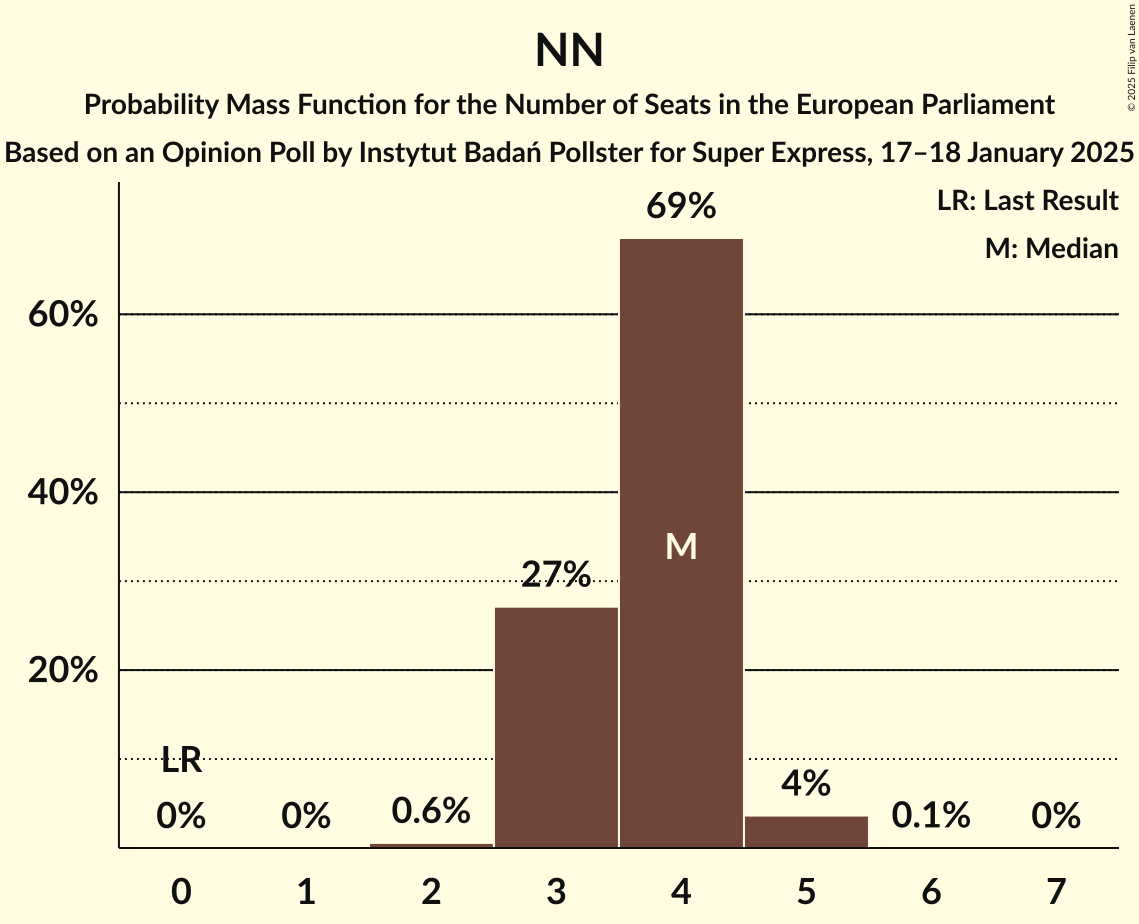 NN
Probability Mass Function for the Number of Seats in the European Parliament
Based on an Opinion Poll by Instytut Badań Pollster for Super Express, 17–18 January 2025
© 2025 Filip van Laenen
LR: Last Result
M: Median
69%
60%
40%
M
27%
20%
LR
0%
0%
0.6%
4%
0.1%
0%
0
1
2
3
4
5
6
7